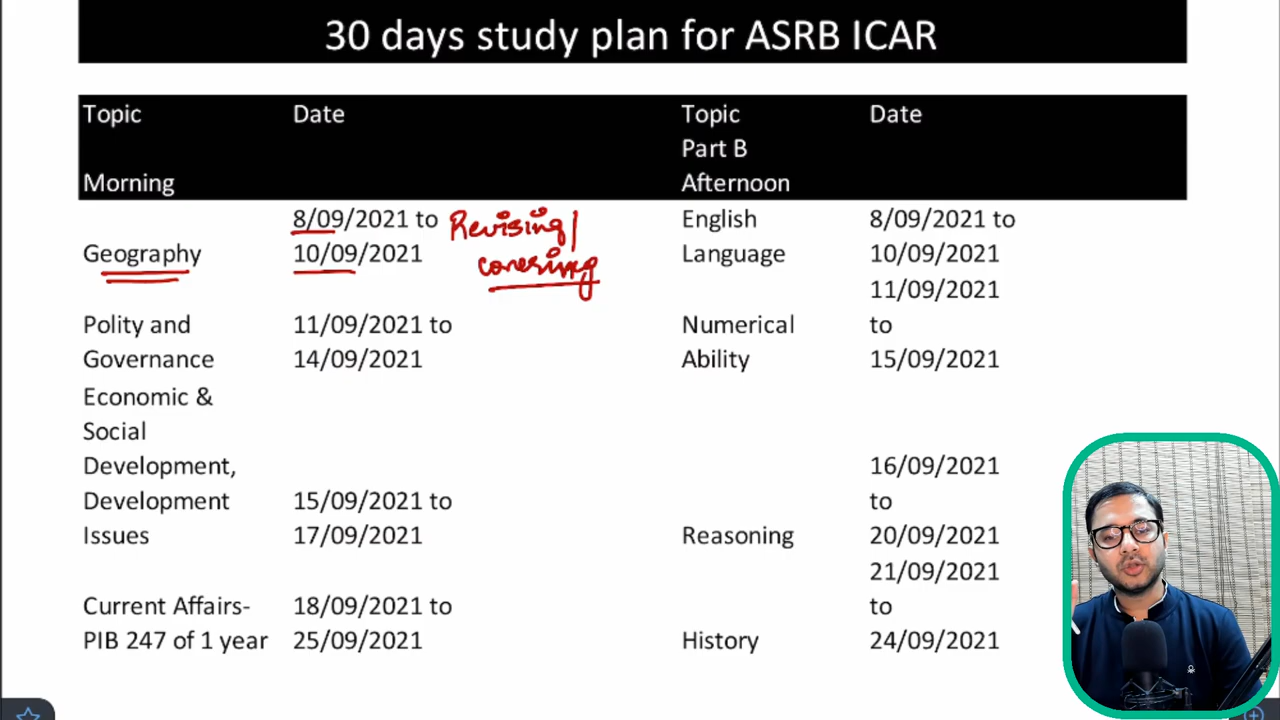 30 days study plan for ASRB ICAR
Topic Date Topic Date
Part B
Morning Afternoon
8/09/2021 to Revising/ English 8/09/2021 to
Geography 10/09/2021 covering Language 10/09/2021
11/09/2021
Polity and 11/09/2021 to Numerical to
Governance 14/09/2021 Ability 15/09/2021
Economic &
Social
Development, 16/09/2021
Development 15/09/2021 to to
Issues 17/09/2021 Reasoning 20/09/2021
21/09/2021
Current Affairs- 18/09/2021 to to
PIB 247 of 1 year 25/09/2021 History 24/09/2021